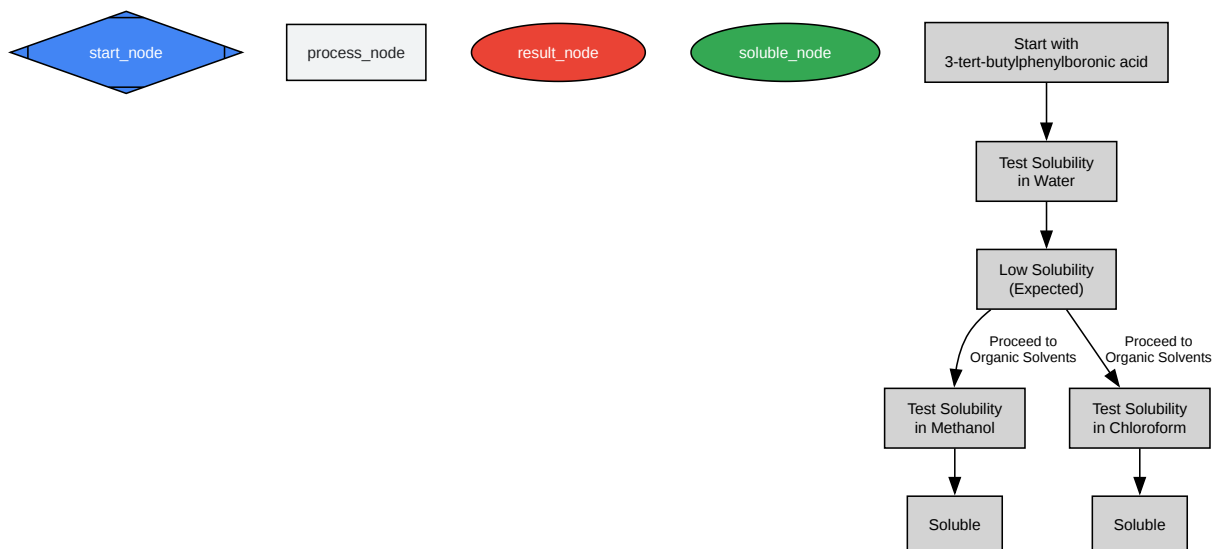 start_node
process_node
result_node
soluble_node
Start with
3-tert-butylphenylboronic acid
Test Solubility
in Water
Low Solubility
(Expected)
Proceed to
Organic Solvents
Proceed to
Organic Solvents
Test Solubility
in Methanol
Test Solubility
in Chloroform
Soluble
Soluble